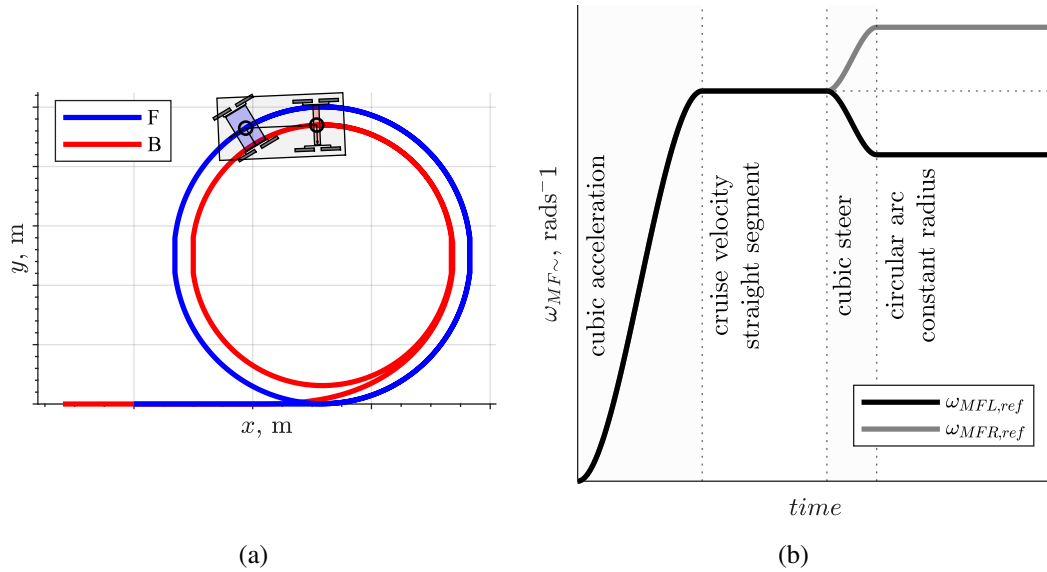 F
B
y, m
x, m
(a)
ω_{MF∼}, rads⁻¹
cubic acceleration
cruise velocity
straight segment
cubic steer
circular arc
constant radius
ω_{MFL,ref}
ω_{MFR,ref}
time
(b)